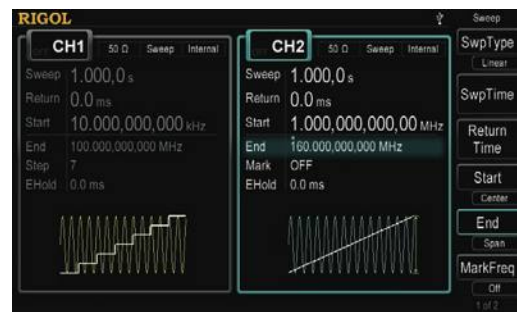 RIGOL
Sweep
OFF CH1 50 Ω Sweep Internal
Sweep 1.000,0 s
Return 0.0 ms
Start 10.000,000,000 kHz
End 100.000,000,000 MHz
Step 7
EHold 0.0 ms
OFF CH2 50 Ω Sweep Internal
Sweep 1.000,0 s
Return 0.0 ms
Start 1.000,000,000,00 MHz
End 160.000,000,000 MHz
Mark OFF
EHold 0.0 ms
SwpType
Linear
SwpTime
Return
Time
Start
Center
End
Span
MarkFreq
Off
1 of 2